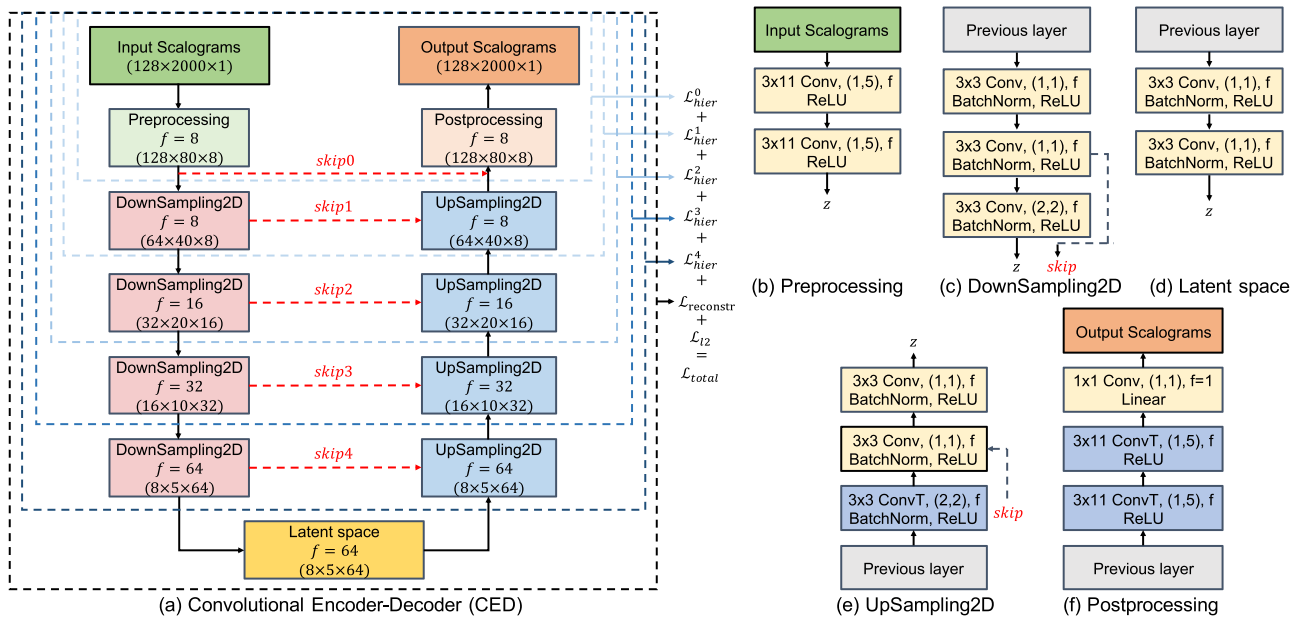 Input Scalograms
(128×2000×1)
Output Scalograms
(128×2000×1)
Preprocessing
f = 8
(128×80×8)
Postprocessing
f = 8
(128×80×8)
skip0
DownSampling2D
f = 8
(64×40×8)
skip1
UpSampling2D
f = 8
(64×40×8)
DownSampling2D
f = 16
(32×20×16)
skip2
UpSampling2D
f = 16
(32×20×16)
DownSampling2D
f = 32
(16×10×32)
skip3
UpSampling2D
f = 32
(16×10×32)
DownSampling2D
f = 64
(8×5×64)
skip4
UpSampling2D
f = 64
(8×5×64)
Latent space
f = 64
(8×5×64)
(a) Convolutional Encoder-Decoder (CED)
ℒ⁰hier
+
ℒ¹hier
+
ℒ²hier
+
ℒ³hier
+
ℒ⁴hier
+
ℒreconstr
+
ℒl2
=
ℒtotal
Input Scalograms
3x11 Conv, (1,5), f
ReLU
3x11 Conv, (1,5), f
ReLU
z
(b) Preprocessing
Previous layer
3x3 Conv, (1,1), f
BatchNorm, ReLU
3x3 Conv, (1,1), f
BatchNorm, ReLU
3x3 Conv, (2,2), f
BatchNorm, ReLU
z
skip
(c) DownSampling2D
Previous layer
3x3 Conv, (1,1), f
BatchNorm, ReLU
3x3 Conv, (1,1), f
BatchNorm, ReLU
z
(d) Latent space
z
3x3 Conv, (1,1), f
BatchNorm, ReLU
3x3 Conv, (1,1), f
BatchNorm, ReLU
3x3 ConvT, (2,2), f
BatchNorm, ReLU
skip
Previous layer
(e) UpSampling2D
Output Scalograms
1x1 Conv, (1,1), f=1
Linear
3x11 ConvT, (1,5), f
ReLU
3x11 ConvT, (1,5), f
ReLU
Previous layer
(f) Postprocessing